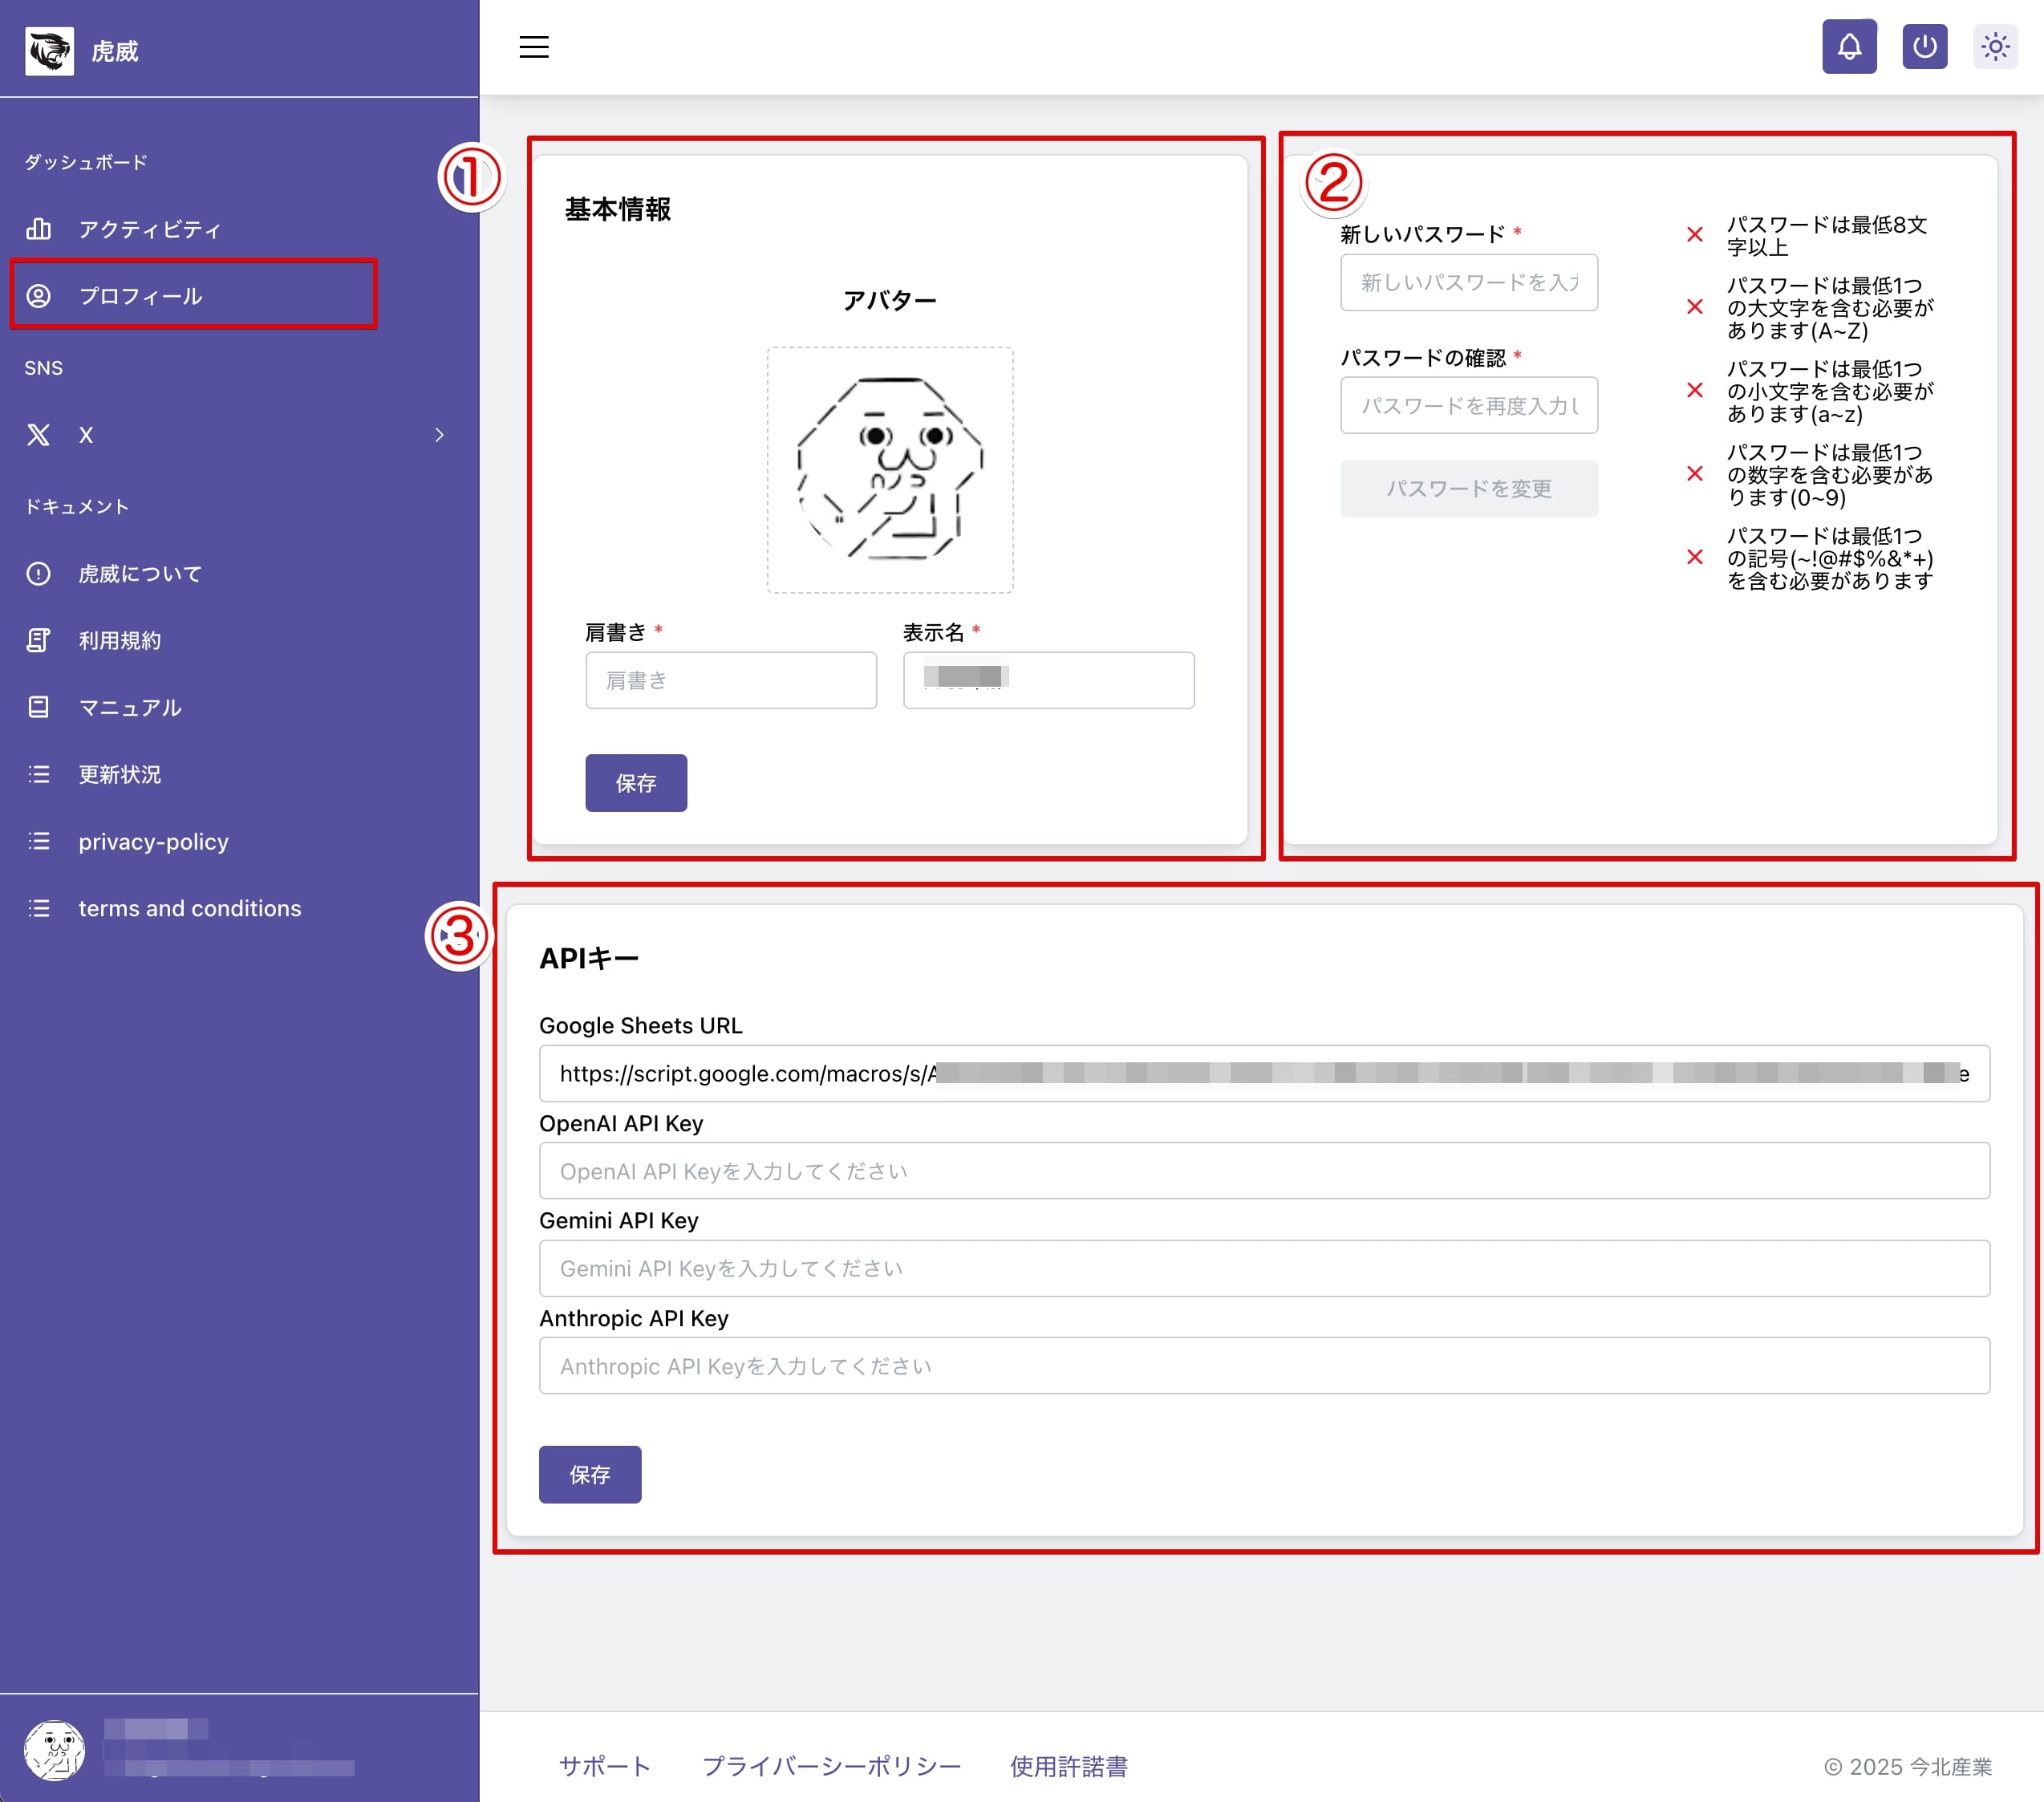 虎威
ダッシュボード
アクティビティ
プロフィール
SNS
X
ドキュメント
虎威について
利用規約
マニュアル
更新状況
privacy-policy
terms and conditions
①
基本情報
アバター
肩書き *
肩書き
表示名 *
保存
②
新しいパスワード *
新しいパスワードを入力
パスワードの確認 *
パスワードを再度入力し
パスワードを変更
パスワードは最低8文
字以上
パスワードは最低1つ
の大文字を含む必要が
あります(A~Z)
パスワードは最低1つ
の小文字を含む必要が
あります(a~z)
パスワードは最低1つ
の数字を含む必要があ
ります(0~9)
パスワードは最低1つ
の記号(~!@#$%&*+)
を含む必要があります
③
APIキー
Google Sheets URL
https://script.google.com/macros/s/A
OpenAI API Key
OpenAI API Keyを入力してください
Gemini API Key
Gemini API Keyを入力してください
Anthropic API Key
Anthropic API Keyを入力してください
保存
サポート
プライバーシーポリシー
使用許諾書
© 2025 今北産業